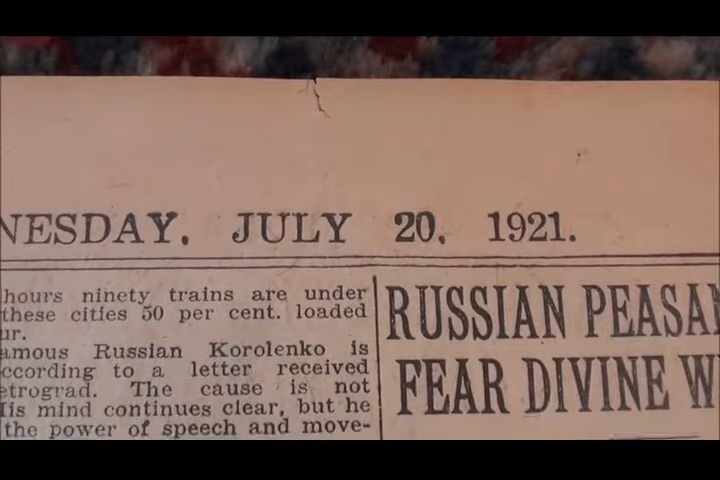 NESDAY, JULY 20, 1921.
hours ninety trains are under
these cities 50 per cent. loaded
ur.
amous Russian Korolenko is
ccording to a letter received
etrograd. The cause is not
His mind continues clear, but he
the power of speech and move-
RUSSIAN PEASAN
FEAR DIVINE W